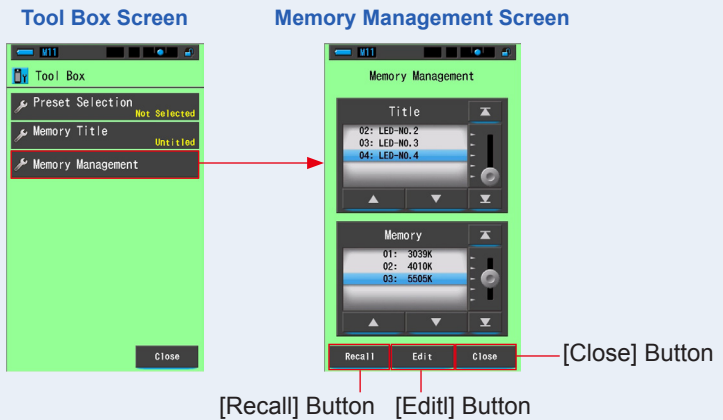 Tool Box Screen
Memory Management Screen
M11
Tool Box
Preset Selection
Not Selected
Memory Title
Untitled
Memory Management
Close
M11
Memory Management
Title
02: LED-NO.2
03: LED-NO.3
04: LED-NO.4
Memory
01: 3039K
02: 4010K
03: 5505K
Recall
Edit
Close
[Close] Button
[Recall] Button
[Editl] Button